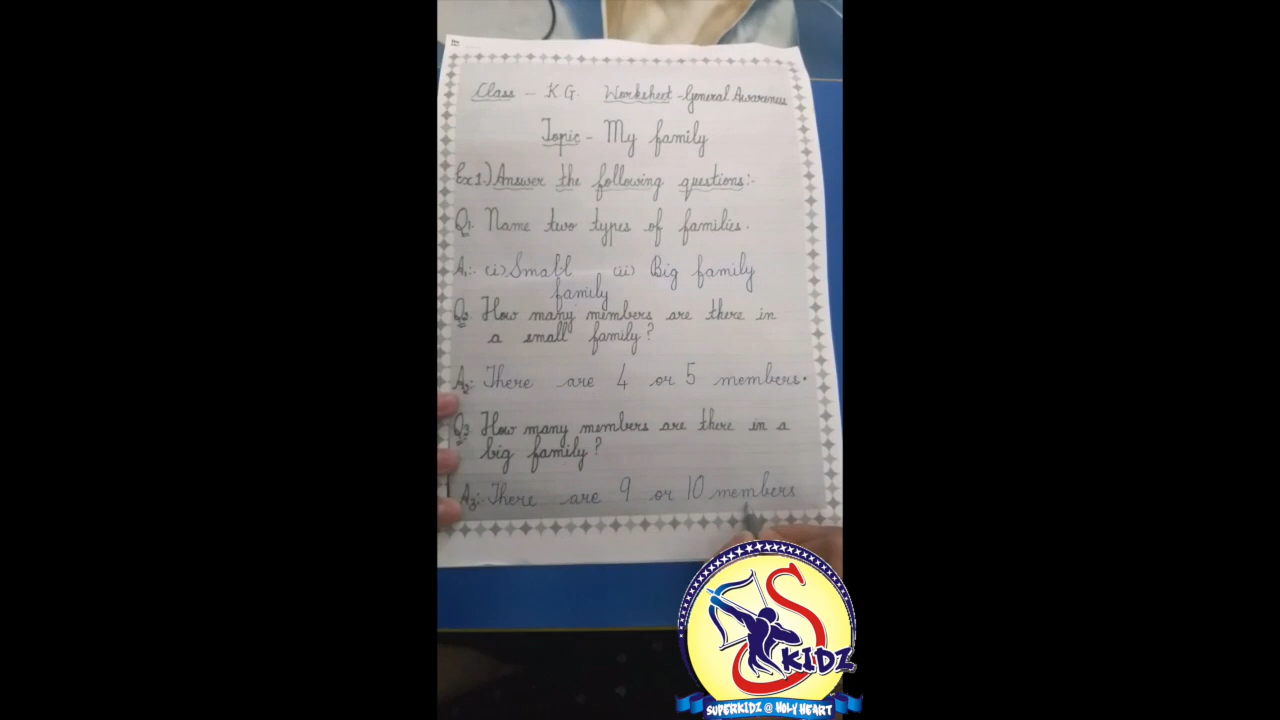 Class - K G. Worksheet - General Awareness
Topic - My family
Ex1.) Answer the following questions:-
Q1. Name two types of families.
A1:- (i) Small (ii) Big family
family
Q2. How many members are there in
a small family?
A2:- There are 4 or 5 members.
Q3. How many members are there in a
big family?
A3:- There are 9 or 10 members
S
KIDZ
SUPERKIDZ @ HOLY HEART